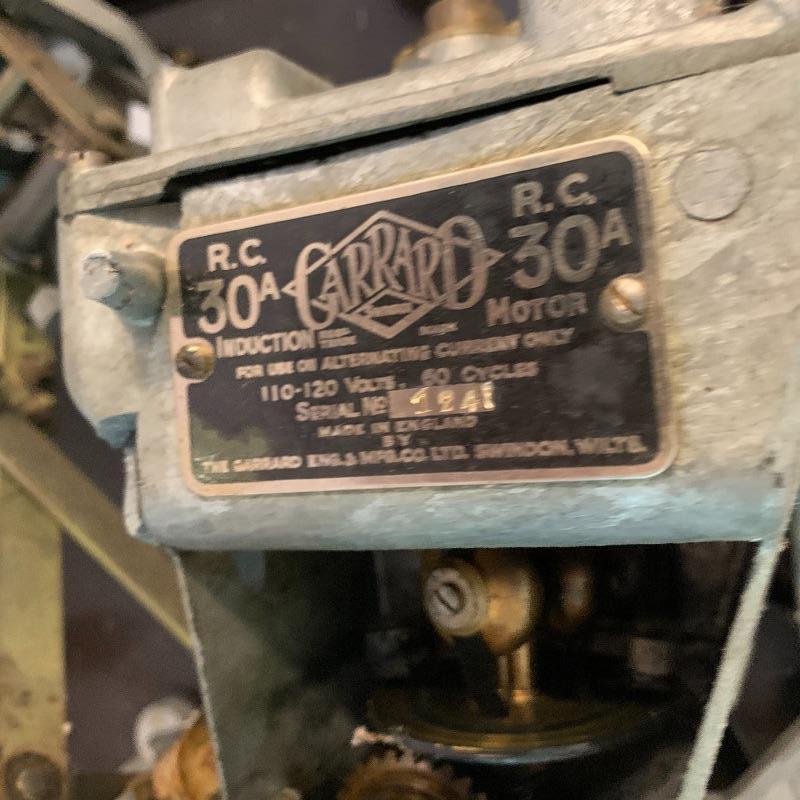 R.C. 30A GARRARD R.C. 30A
INDUCTION MOTOR
FOR USE ON ALTERNATING CURRENT ONLY
110-120 VOLTS. 60 CYCLES
SERIAL No
MADE IN ENGLAND
BY
THE GARRARD ENG. & MFG. CO. LTD. SWINDON, WILTS.